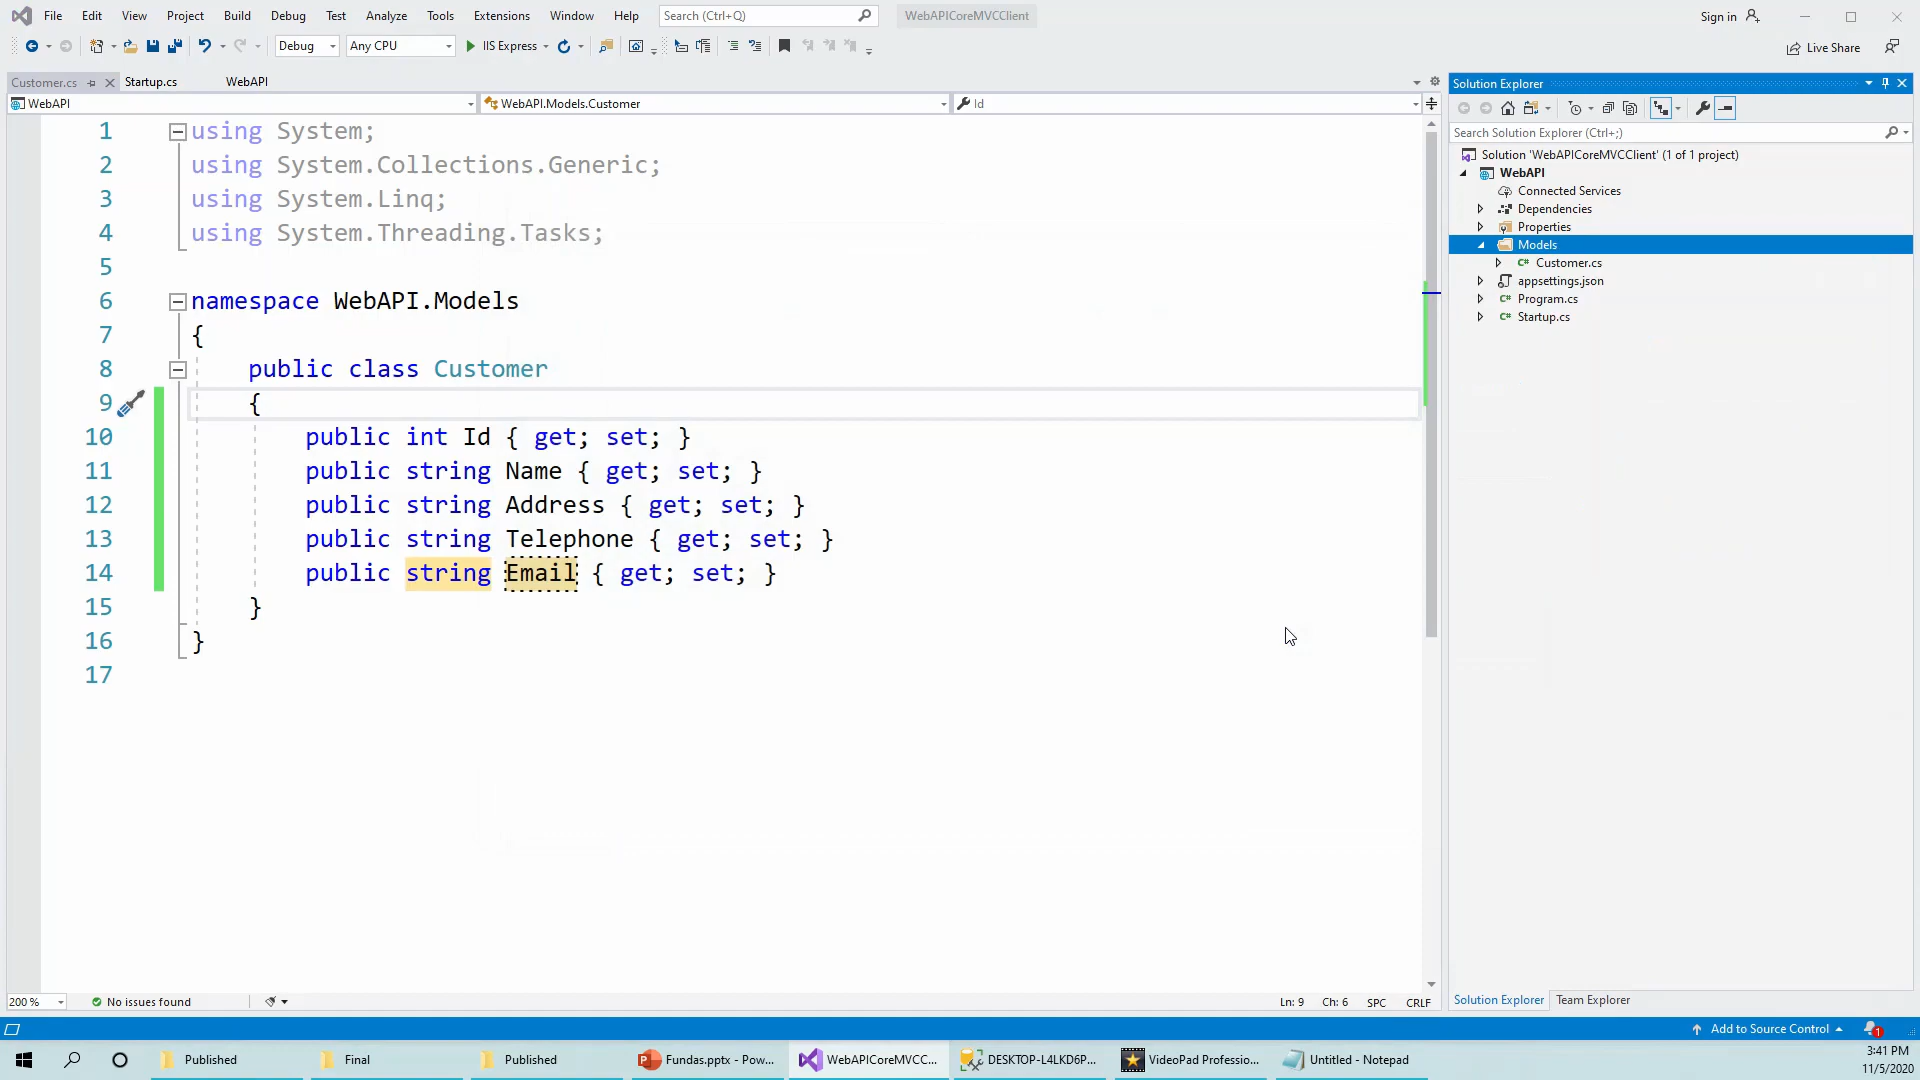 File Edit View Project Build Debug Test Analyze Tools Extensions Window Help Search (Ctrl+Q) WebAPICoreMVCClient Sign in
Debug Any CPU IIS Express Live Share
Customer.cs Startup.cs WebAPI
WebAPI WebAPI.Models.Customer Id
1 using System;
2 using System.Collections.Generic;
3 using System.Linq;
4 using System.Threading.Tasks;
5
6 namespace WebAPI.Models
7 {
8 public class Customer
9 {
10 public int Id { get; set; }
11 public string Name { get; set; }
12 public string Address { get; set; }
13 public string Telephone { get; set; }
14 public string Email { get; set; }
15 }
16 }
17
200 % No issues found Ln: 9 Ch: 6 SPC CRLF
Solution Explorer
Search Solution Explorer (Ctrl+;)
Solution 'WebAPICoreMVCClient' (1 of 1 project)
WebAPI
Connected Services
Dependencies
Properties
Models
C# Customer.cs
appsettings.json
C# Program.cs
C# Startup.cs
Solution Explorer Team Explorer
Add to Source Control 1
Published Final Published Fundas.pptx - Pow... WebAPICoreMVCC... DESKTOP-L4LKD6P... VideoPad Professio... Untitled - Notepad
3:41 PM
11/5/2020